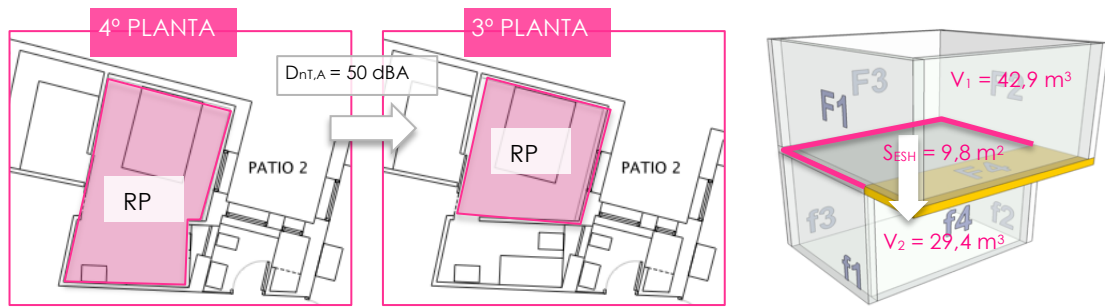 4º PLANTA
DnT,A = 50 dBA
RP
PATIO 2
3º PLANTA
RP
PATIO 2
F3
F2
F1
V1 = 42,9 m³
SESH = 9,8 m²
f3
f4
f2
V2 = 29,4 m³
f1